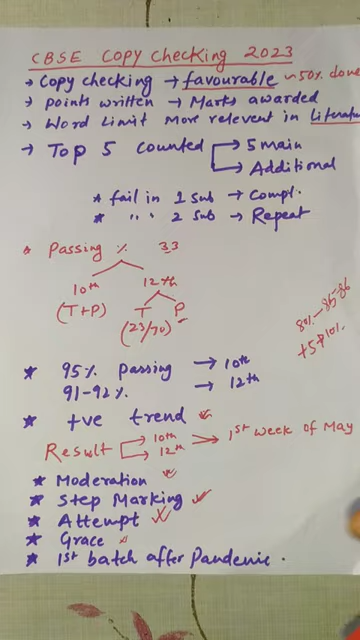 CBSE Copy Checking 2023
→ Copy checking → favourable ~50% done
→ points written → Marks awarded
→ Word Limit More relevent in Literatu
→ Top 5 counted → 5 main
→ Additional
* fail in 1 Sub → Compt.
* " " 2 Sub → Repeat
* Passing % 33
10th 12th
(T+P) T P
(23/70)
80% - 85-86
+5% 10%
* 95% passing → 10th
91-92% → 12th
* +ve trend ✓
Result → 10th → 1st week of May
→ 12th
* Moderation ✓
* Step Marking ✓
* Attempt ✓
* Grace
* 1st batch after Pandemic.